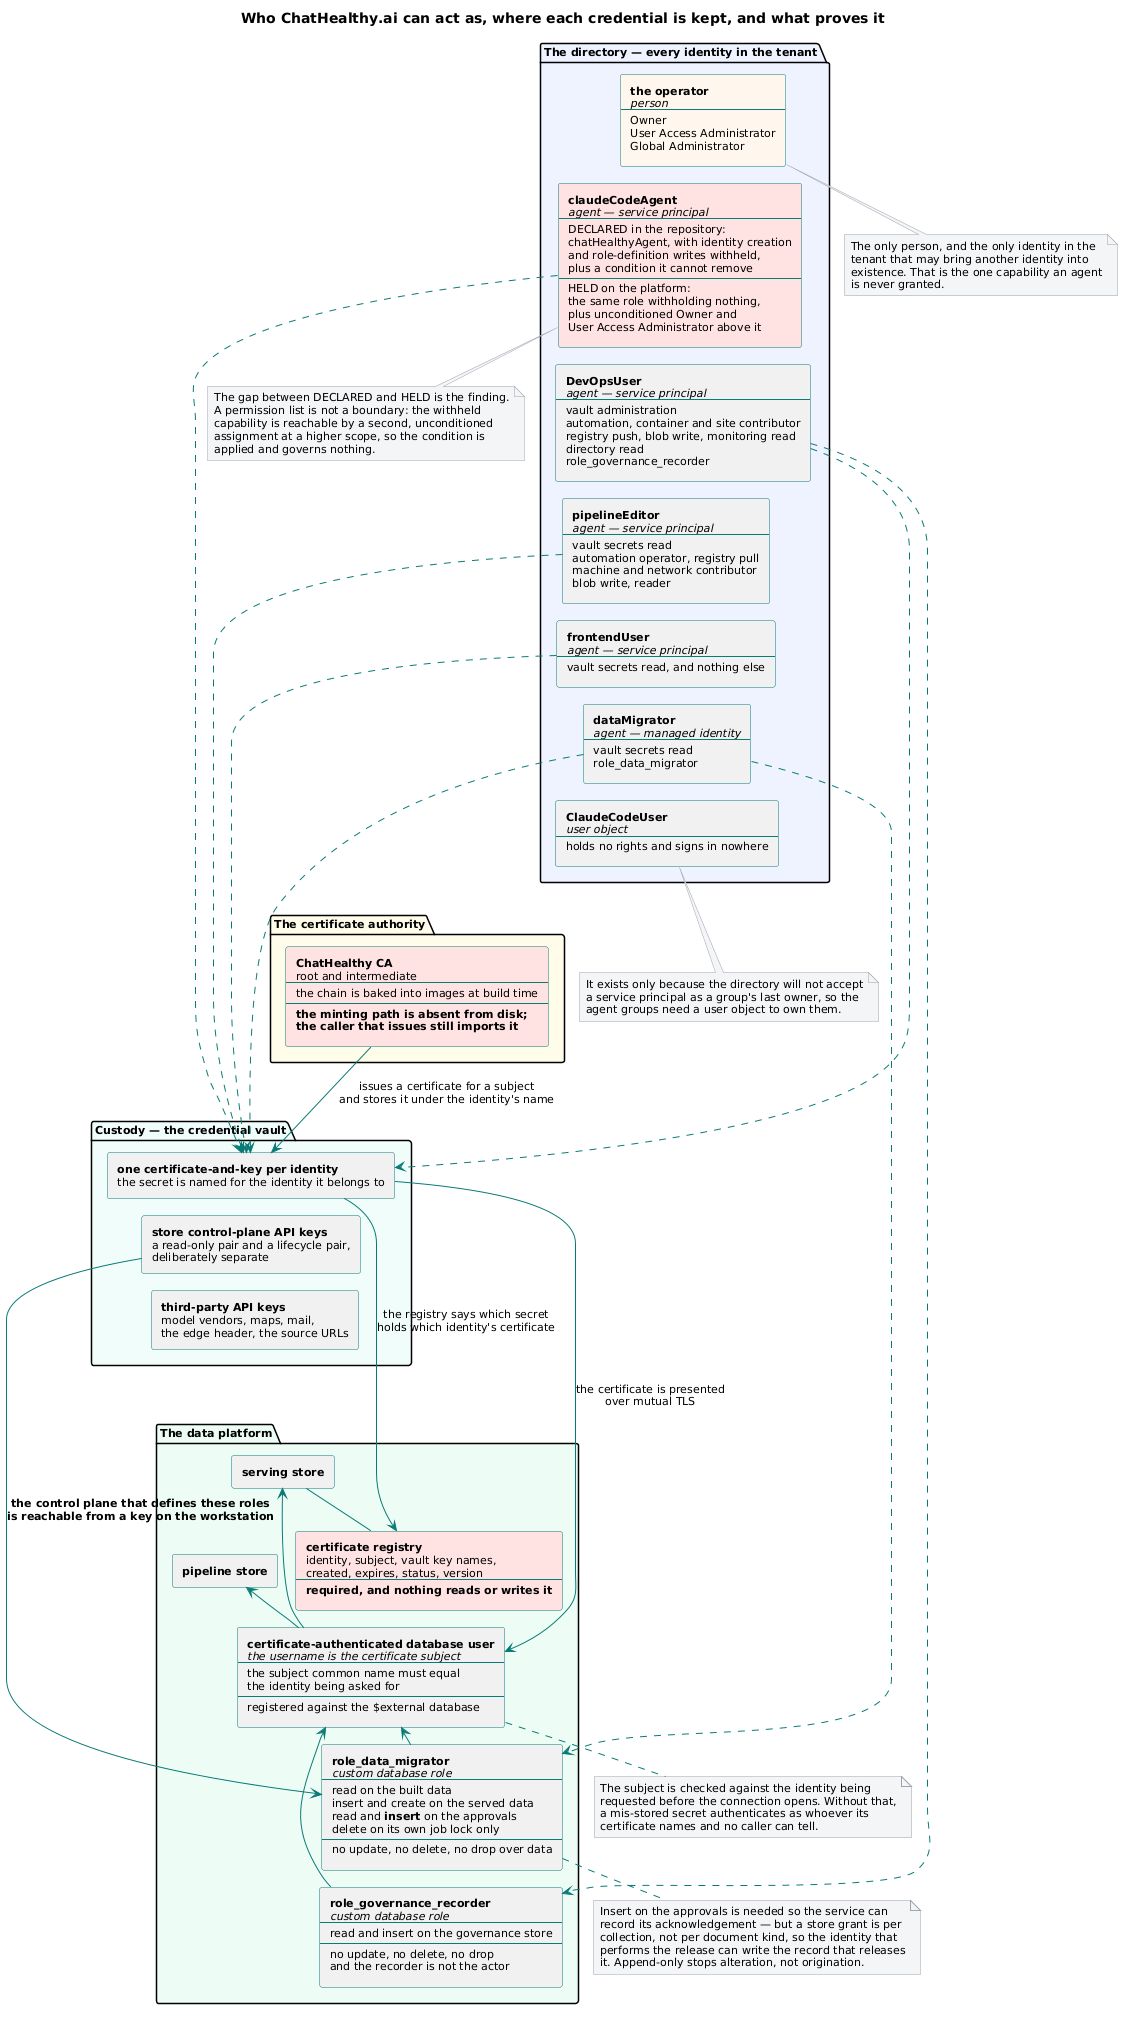 Who ChatHealthy.ai can act as, where each credential is kept, and what proves it
The directory — every identity in the tenant
the operator
person
Owner
User Access Administrator
Global Administrator
claudeCodeAgent
agent — service principal
DECLARED in the repository:
chatHealthyAgent, with identity creation
and role-definition writes withheld,
plus a condition it cannot remove
HELD on the platform:
the same role withholding nothing,
plus unconditioned Owner and
User Access Administrator above it
The only person, and the only identity in the
tenant that may bring another identity into
existence. That is the one capability an agent
is never granted.
The gap between DECLARED and HELD is the finding.
A permission list is not a boundary: the withheld
capability is reachable by a second, unconditioned
assignment at a higher scope, so the condition is
applied and governs nothing.
DevOpsUser
agent — service principal
vault administration
automation, container and site contributor
registry push, blob write, monitoring read
directory read
role_governance_recorder
pipelineEditor
agent — service principal
vault secrets read
automation operator, registry pull
machine and network contributor
blob write, reader
frontendUser
agent — service principal
vault secrets read, and nothing else
dataMigrator
agent — managed identity
vault secrets read
role_data_migrator
ClaudeCodeUser
user object
holds no rights and signs in nowhere
The certificate authority
ChatHealthy CA
root and intermediate
the chain is baked into images at build time
the minting path is absent from disk;
the caller that issues still imports it
It exists only because the directory will not accept
a service principal as a group's last owner, so the
agent groups need a user object to own them.
issues a certificate for a subject
and stores it under the identity's name
Custody — the credential vault
one certificate-and-key per identity
the secret is named for the identity it belongs to
store control-plane API keys
a read-only pair and a lifecycle pair,
deliberately separate
third-party API keys
model vendors, maps, mail,
the edge header, the source URLs
the registry says which secret
holds which identity's certificate
the certificate is presented
over mutual TLS
The data platform
serving store
the control plane that defines these roles
is reachable from a key on the workstation
certificate registry
identity, subject, vault key names,
created, expires, status, version
required, and nothing reads or writes it
pipeline store
certificate-authenticated database user
the username is the certificate subject
the subject common name must equal
the identity being asked for
registered against the $external database
role_data_migrator
custom database role
read on the built data
insert and create on the served data
read and insert on the approvals
delete on its own job lock only
no update, no delete, no drop over data
The subject is checked against the identity being
requested before the connection opens. Without that,
a mis-stored secret authenticates as whoever its
certificate names and no caller can tell.
role_governance_recorder
custom database role
read and insert on the governance store
no update, no delete, no drop
and the recorder is not the actor
Insert on the approvals is needed so the service can
record its acknowledgement — but a store grant is per
collection, not per document kind, so the identity that
performs the release can write the record that releases
it. Append-only stops alteration, not origination.